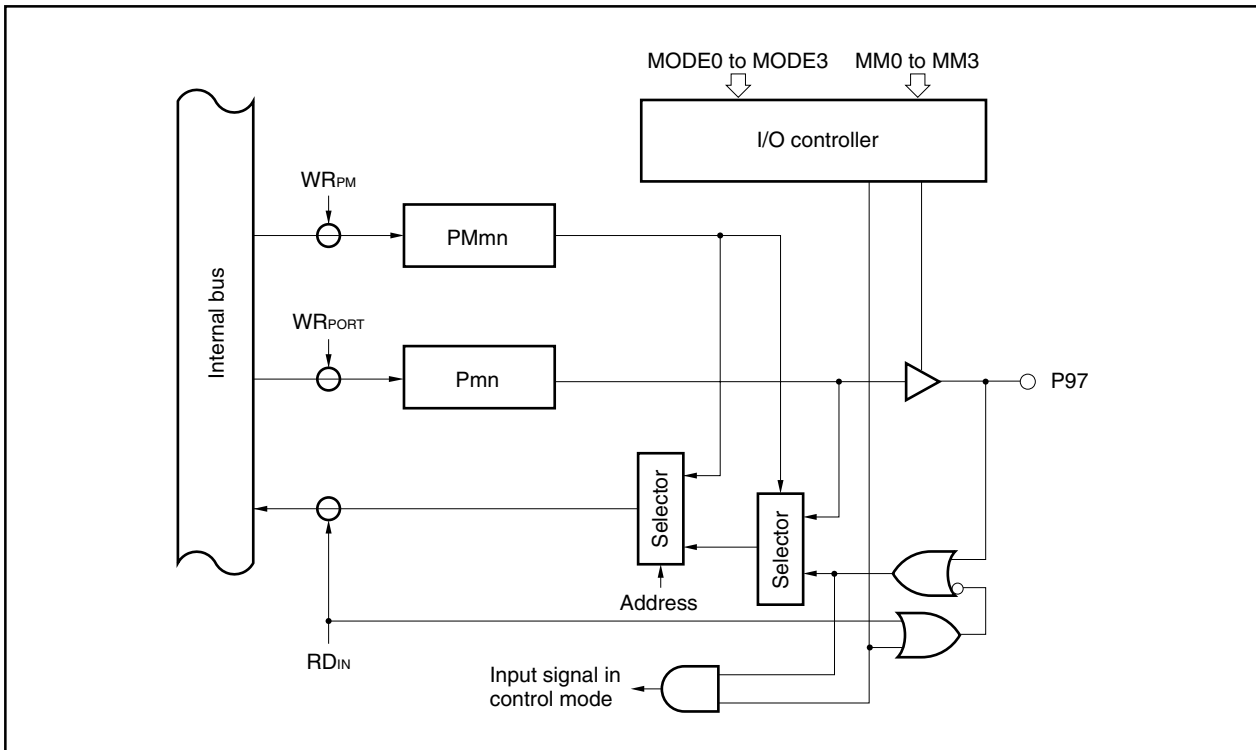 MODE0 to MODE3
MM0 to MM3
I/O controller
WRPM
PMmn
Internal bus
WRPORT
Pmn
P97
Selector
Selector
Address
RDIN
Input signal in
control mode